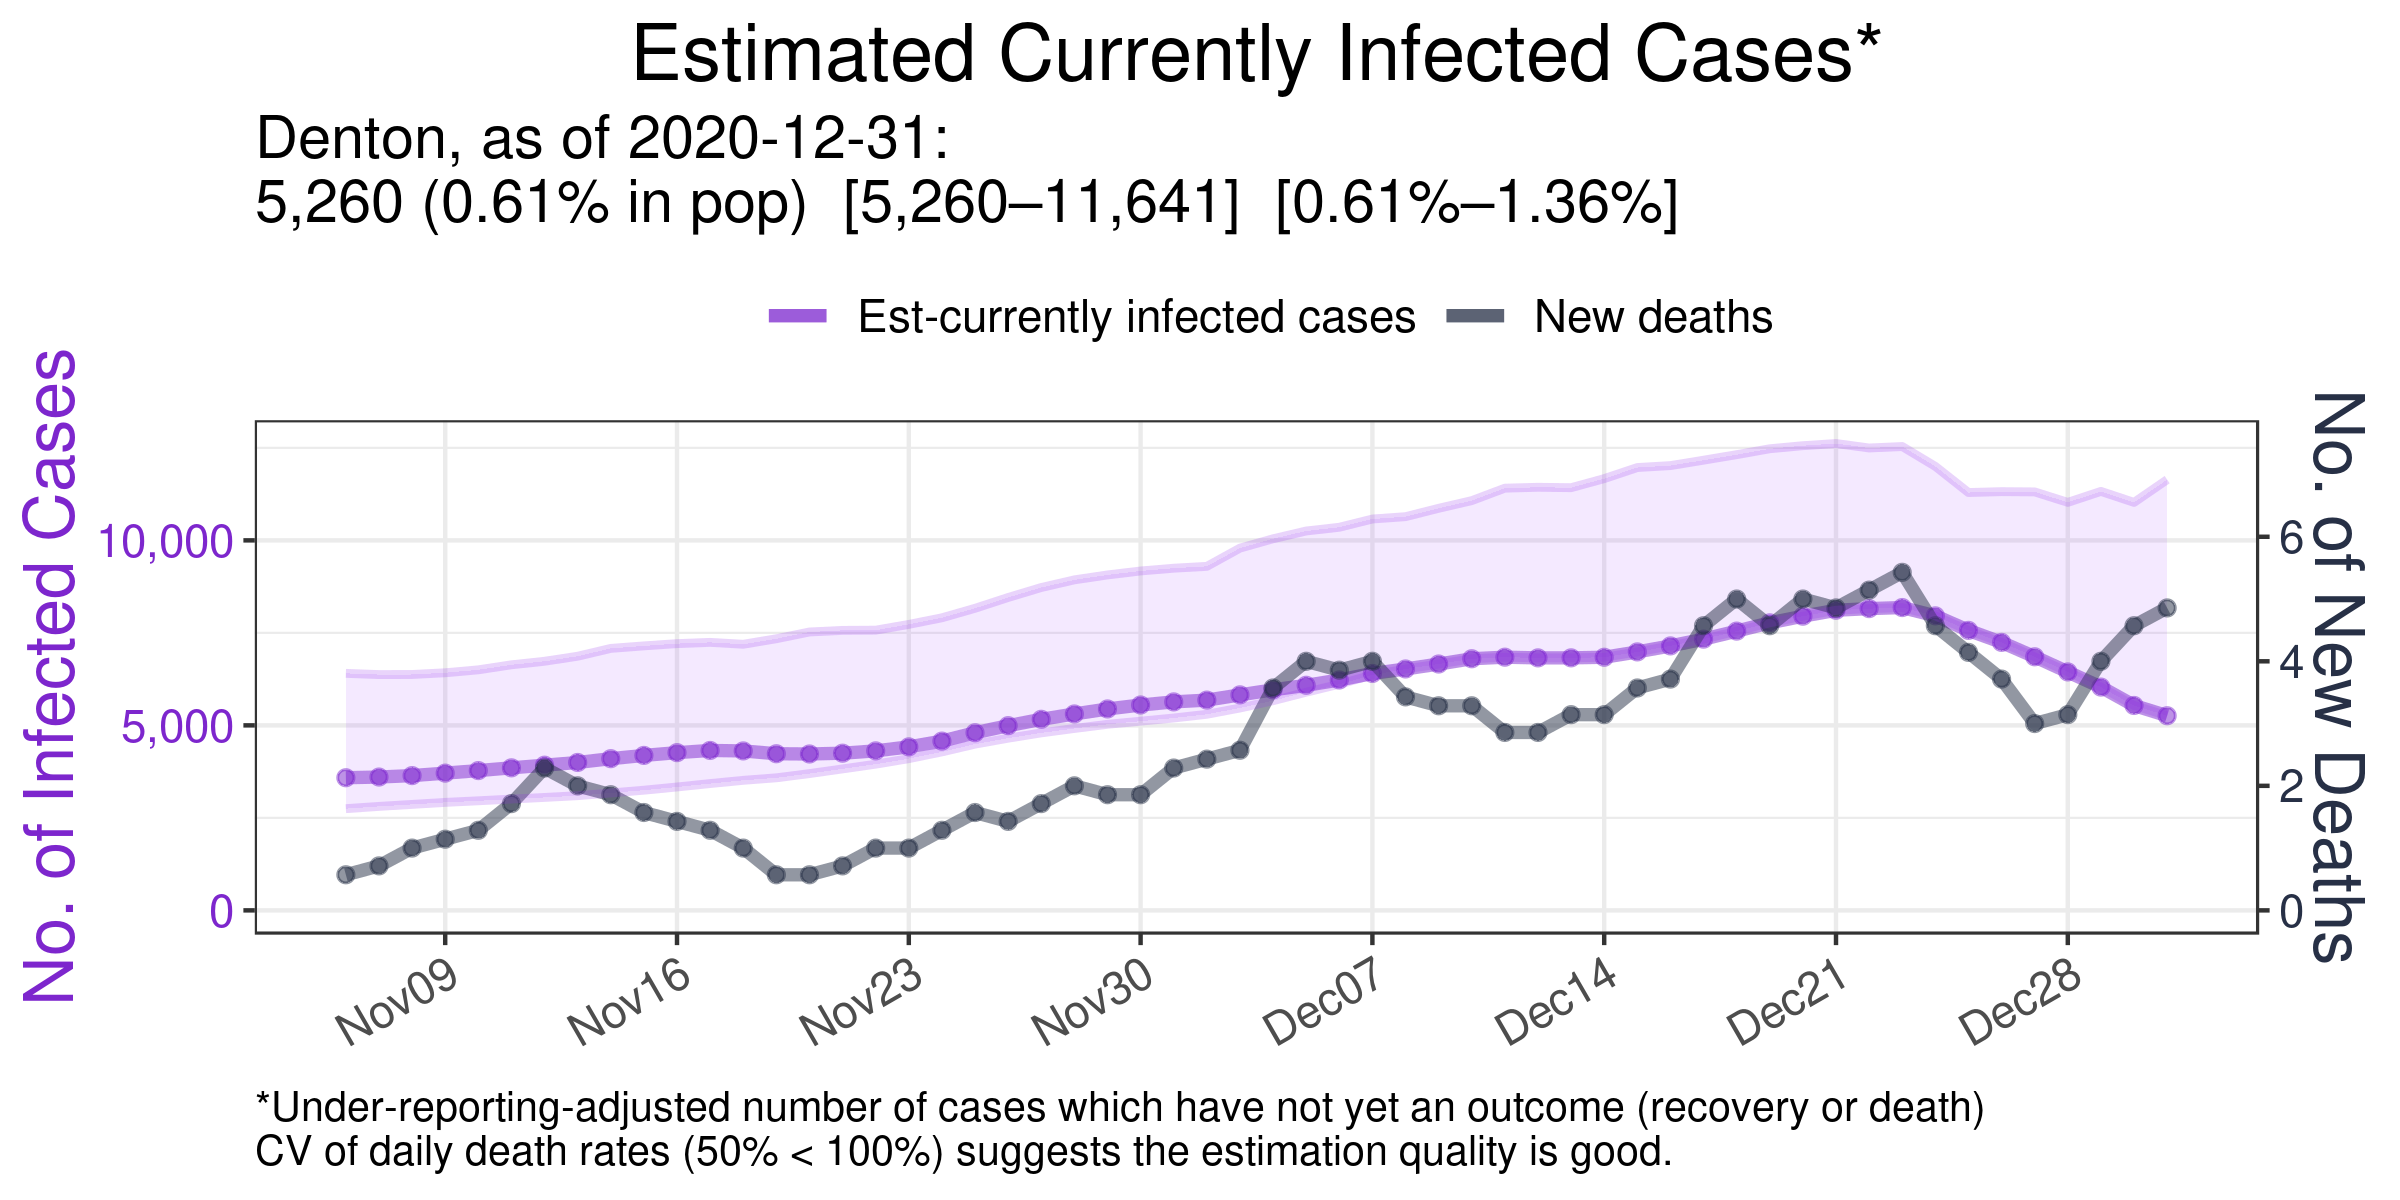 Estimated Currently Infected Cases*
Denton, as of 2020-12-31:
5,260 (0.61% in pop)  [5,260–11,641]  [0.61%–1.36%]
Est-currently infected cases
New deaths
No. of Infected Cases
10,000
5,000
0
No. of New Deaths
6
4
2
0
Nov09
Nov16
Nov23
Nov30
Dec07
Dec14
Dec21
Dec28
*Under-reporting-adjusted number of cases which have not yet an outcome (recovery or death)
CV of daily death rates (50% < 100%) suggests the estimation quality is good.